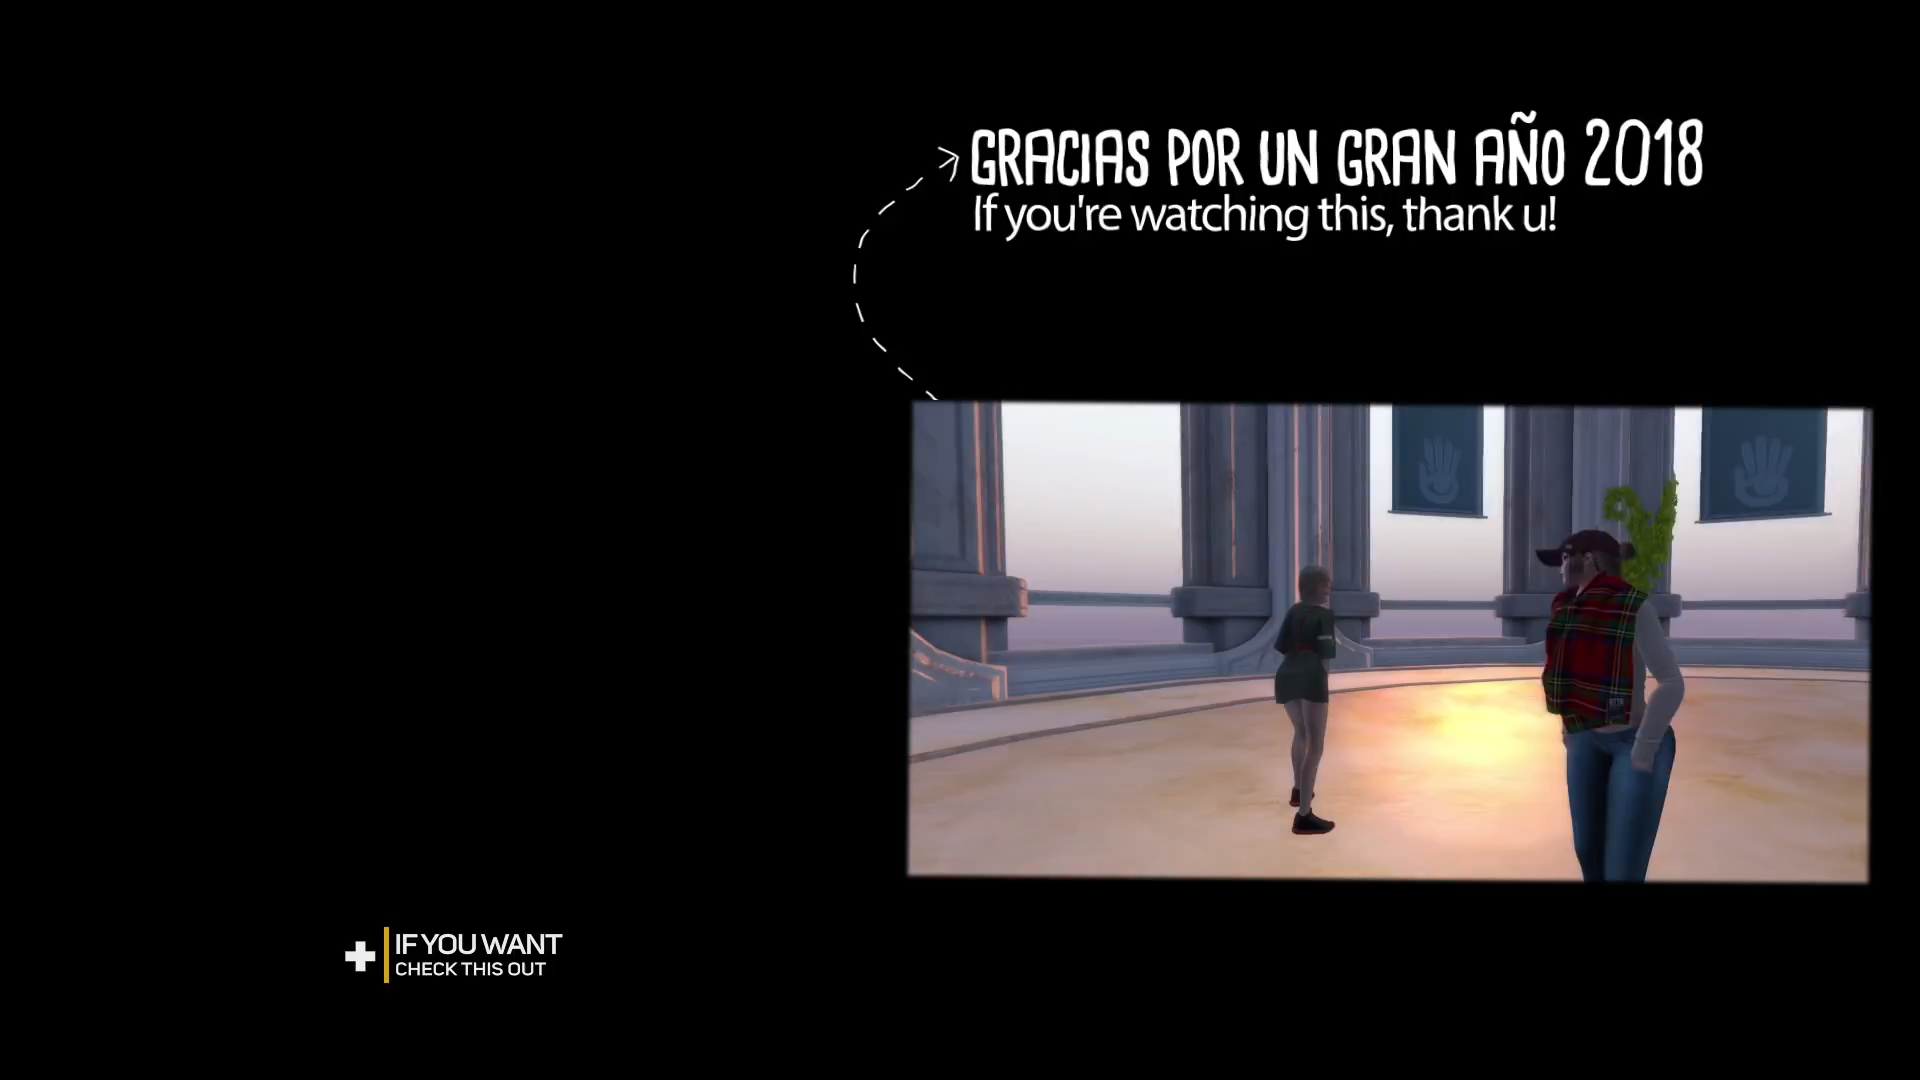 GRACIAS POR UN GRAN AÑO 2018
If you're watching this, thank u!
IF YOU WANT
CHECK THIS OUT